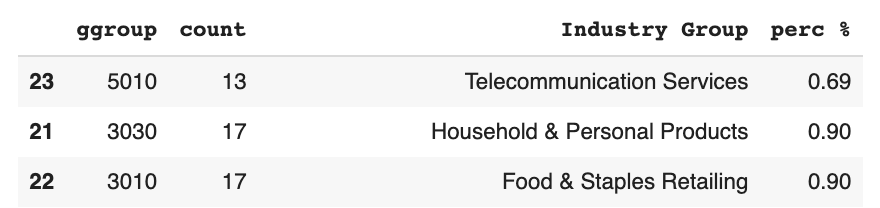 ggroup count Industry Group perc %
23 5010 13 Telecommunication Services 0.69
21 3030 17 Household & Personal Products 0.90
22 3010 17 Food & Staples Retailing 0.90